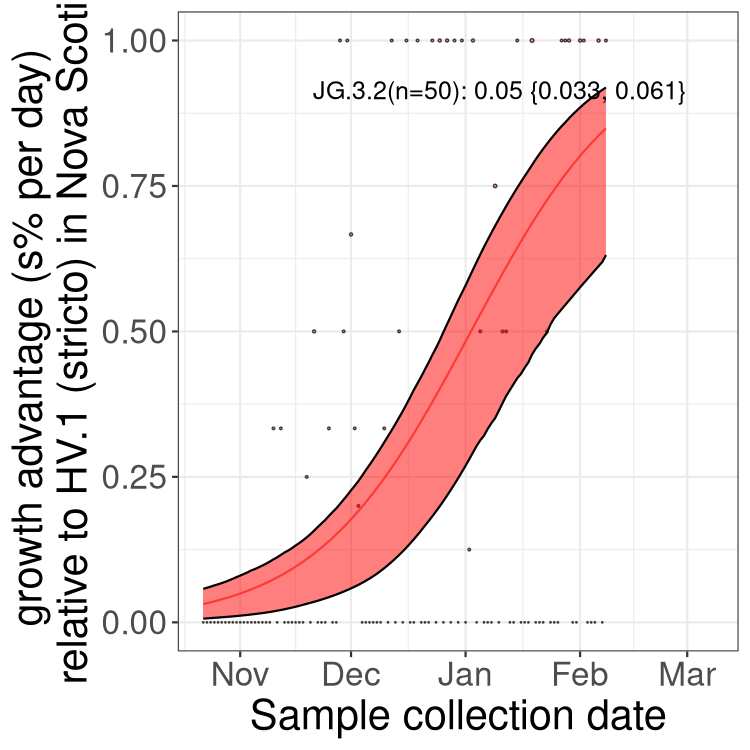 growth advantage (s% per day)
relative to HV.1 (stricto) in Nova Scoti
1.00
0.75
0.50
0.25
0.00
JG.3.2(n=50): 0.05 {0.033, 0.061}
Nov Dec Jan Feb Mar
Sample collection date